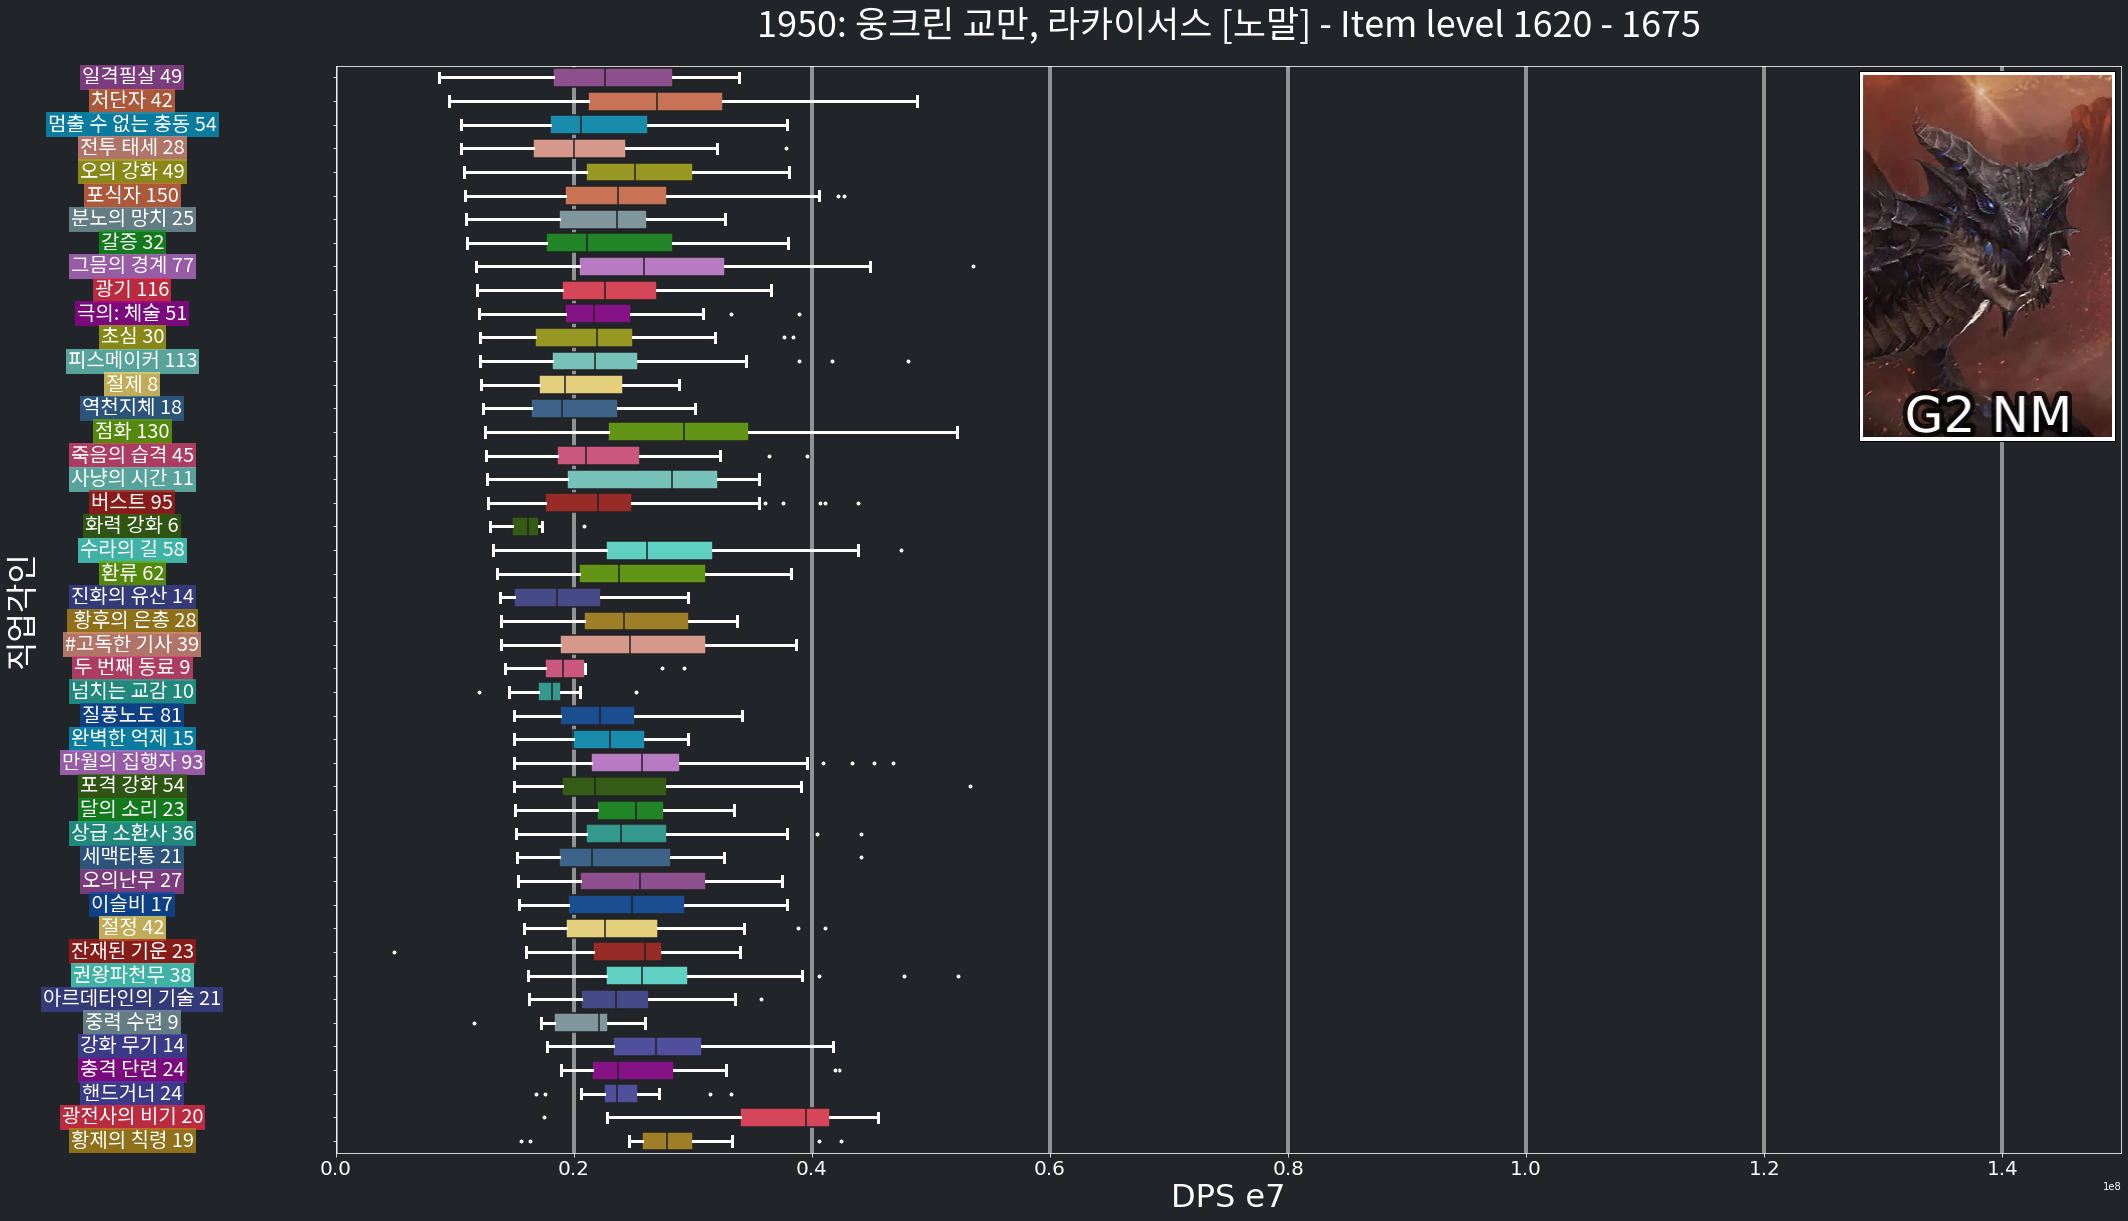 1950: 웅크린 교만, 라카이서스 [노말] - Item level 1620 - 1675
일격필살 49
처단자 42
멈출 수 없는 충동 54
전투 태세 28
오의 강화 49
포식자 150
분노의 망치 25
갈증 32
그믐의 경계 77
광기 116
극의: 체술 51
초심 30
피스메이커 113
절제 8
역천지체 18
점화 130
죽음의 습격 45
사냥의 시간 11
버스트 95
화력 강화 6
수라의 길 58
환류 62
진화의 유산 14
황후의 은총 28
#고독한 기사 39
두 번째 동료 9
넘치는 교감 10
질풍노도 81
완벽한 억제 15
만월의 집행자 93
포격 강화 54
달의 소리 23
상급 소환사 36
세맥타통 21
오의난무 27
이슬비 17
절정 42
잔재된 기운 23
권왕파천무 38
아르데타인의 기술 21
중력 수련 9
강화 무기 14
충격 단련 24
핸드거너 24
광전사의 비기 20
황제의 칙령 19
직업각인
G2 NM
0.0 0.2 0.4 0.6 0.8 1.0 1.2 1.4
1e8
DPS e7